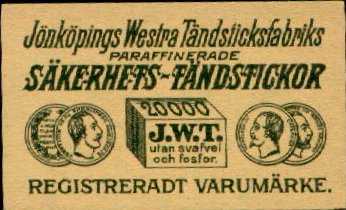 Jönköpings Westra Tändsticksfabriks
PARAFFINERADE
SÄKERHETS-TÄNDSTICKOR
20000
J.W.T.
utan svafvel
och fosfor.
REGISTRERADT VARUMÄRKE.